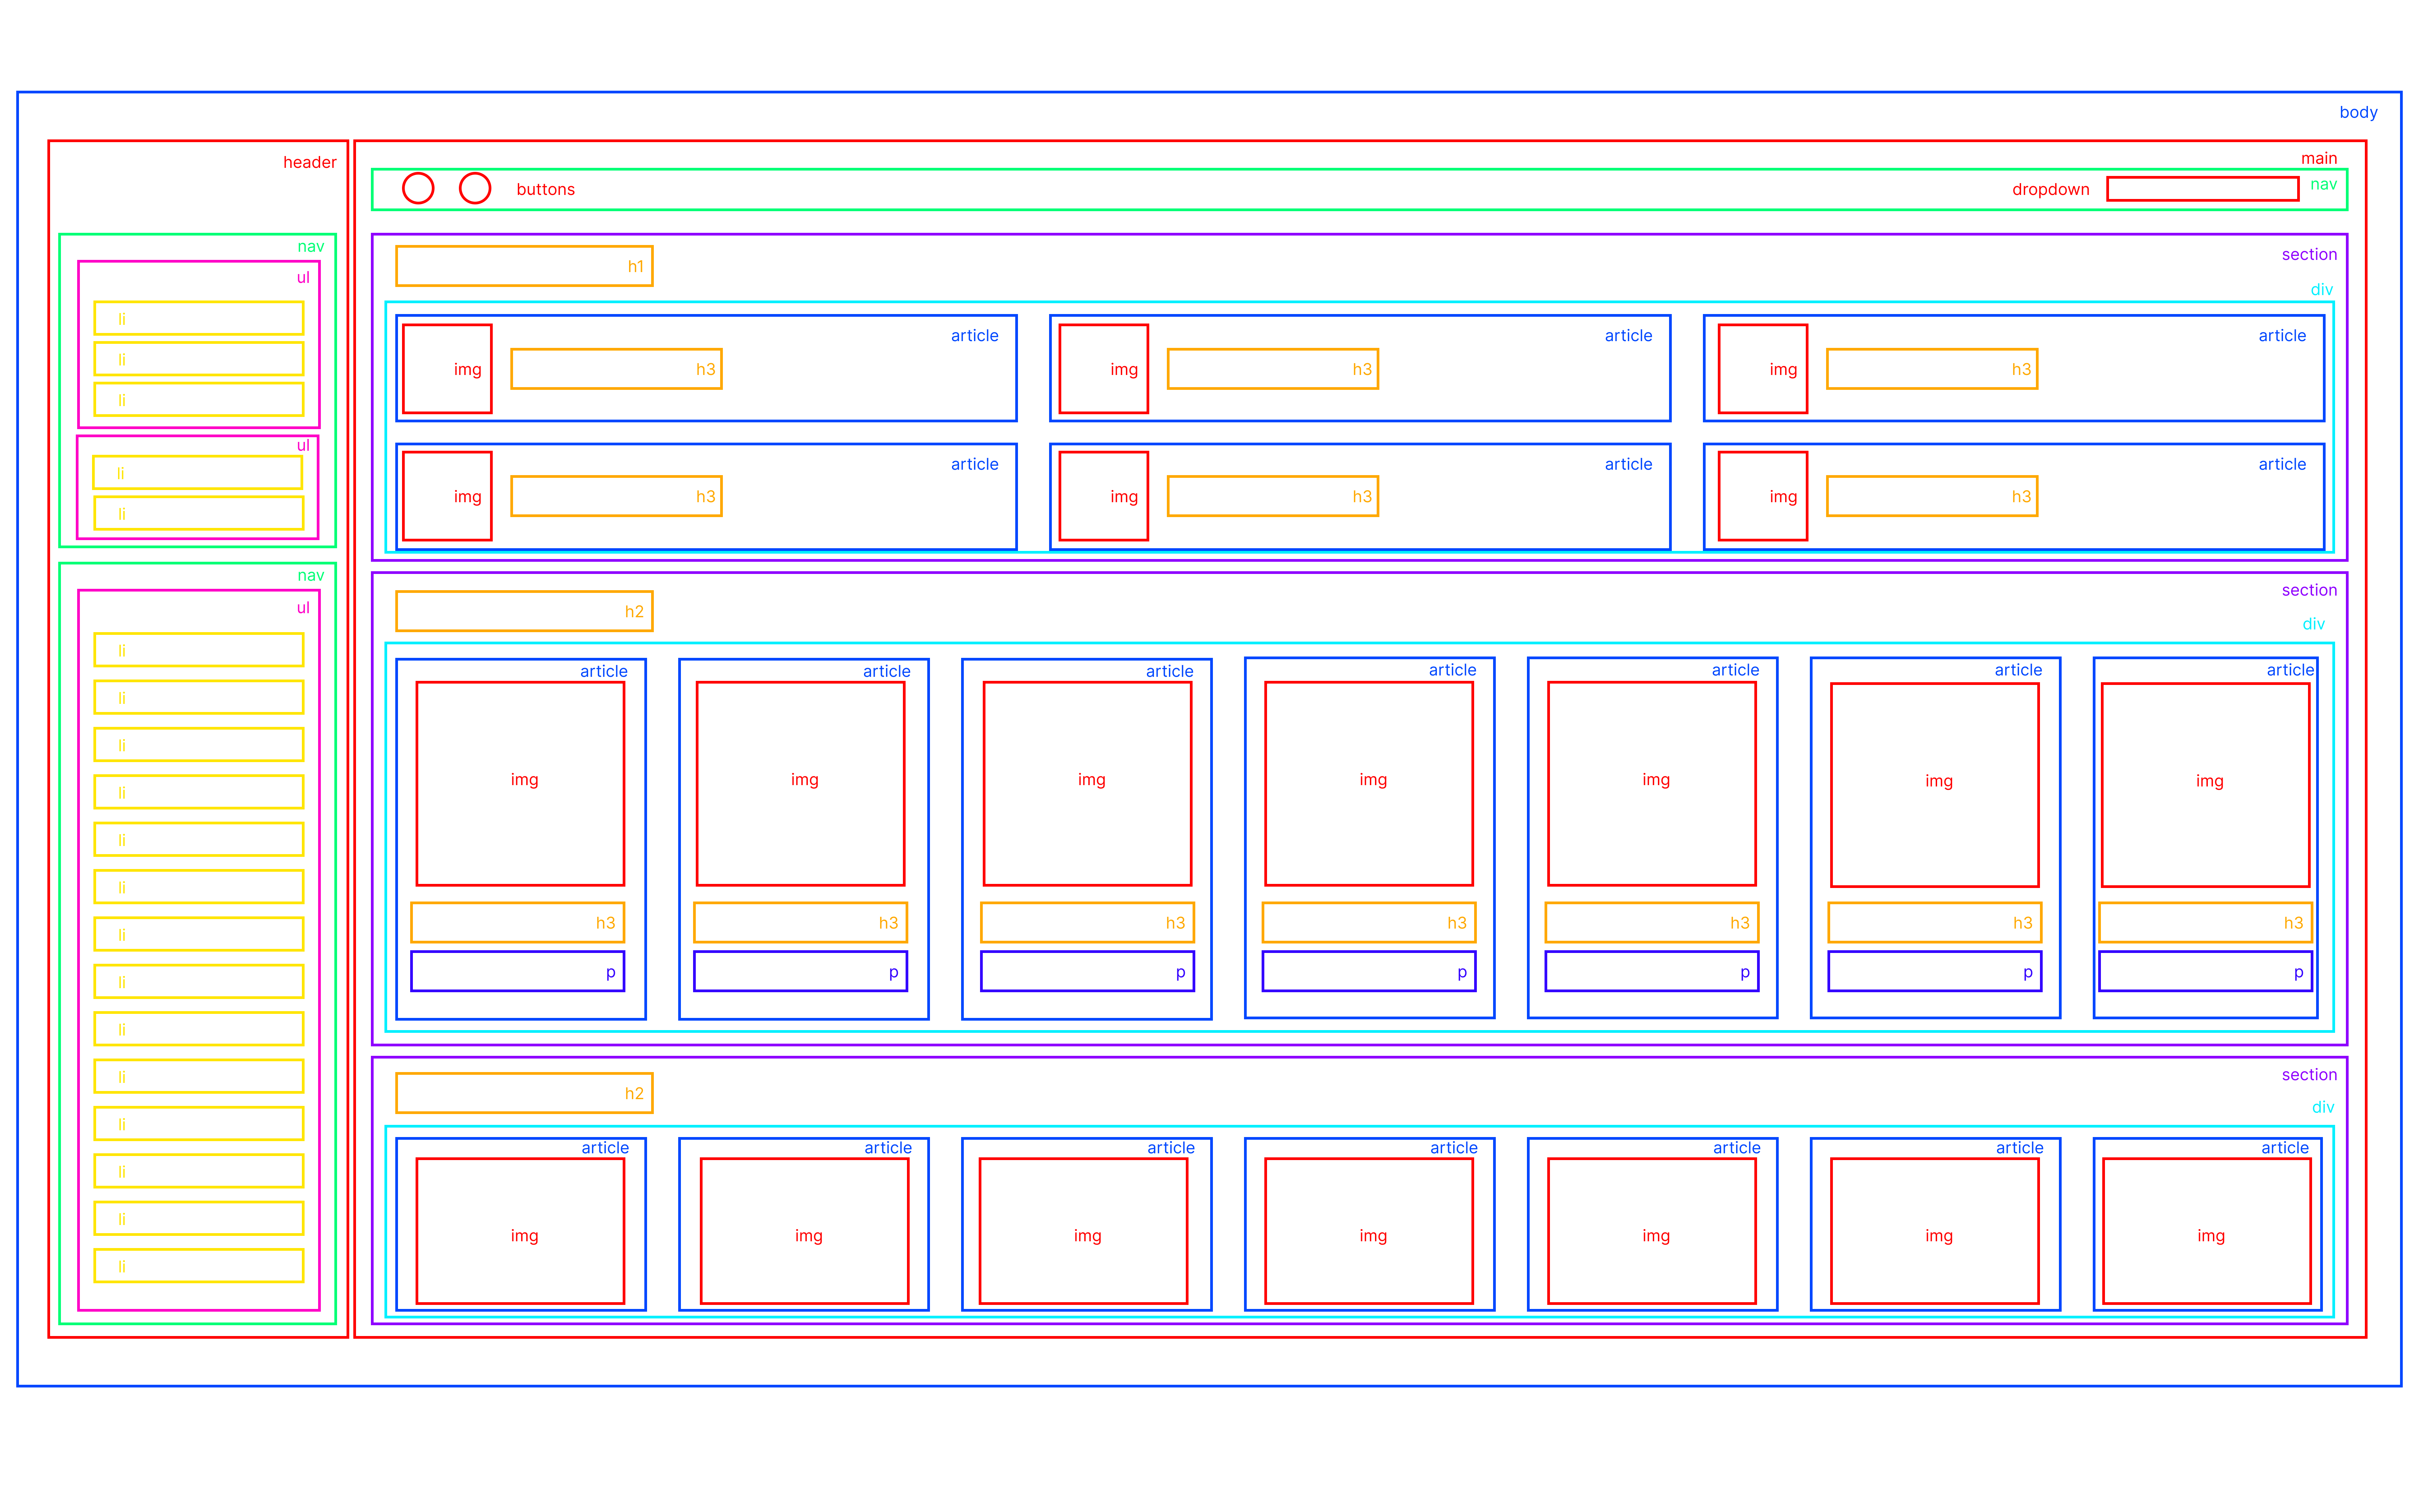 body
header
nav
ul
li
li
li
ul
li
li
nav
ul
li
li
li
li
li
li
li
li
li
li
li
li
li
li
main
buttons dropdown nav
section
h1
div
article article article
img h3 img h3 img h3
article article article
img h3 img h3 img h3
section
h2
div
article article article article article article article
img img img img img img img
h3 h3 h3 h3 h3 h3 h3
p p p p p p p
section
h2
div
article article article article article article article
img img img img img img img